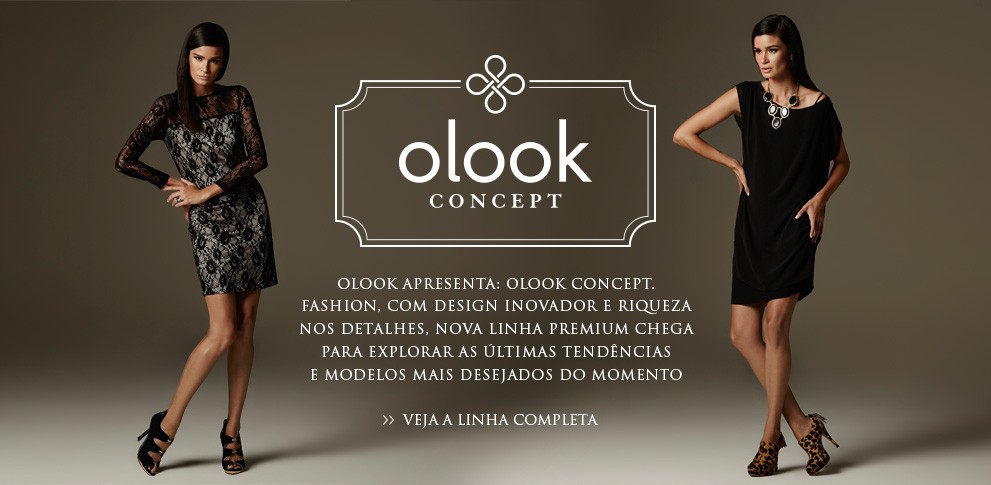 olook
CONCEPT
OLOOK APRESENTA: OLOOK CONCEPT.
FASHION, COM DESIGN INOVADOR E RIQUEZA
NOS DETALHES, NOVA LINHA PREMIUM CHEGA
PARA EXPLORAR AS ÚLTIMAS TENDÊNCIAS
E MODELOS MAIS DESEJADOS DO MOMENTO
>> VEJA A LINHA COMPLETA